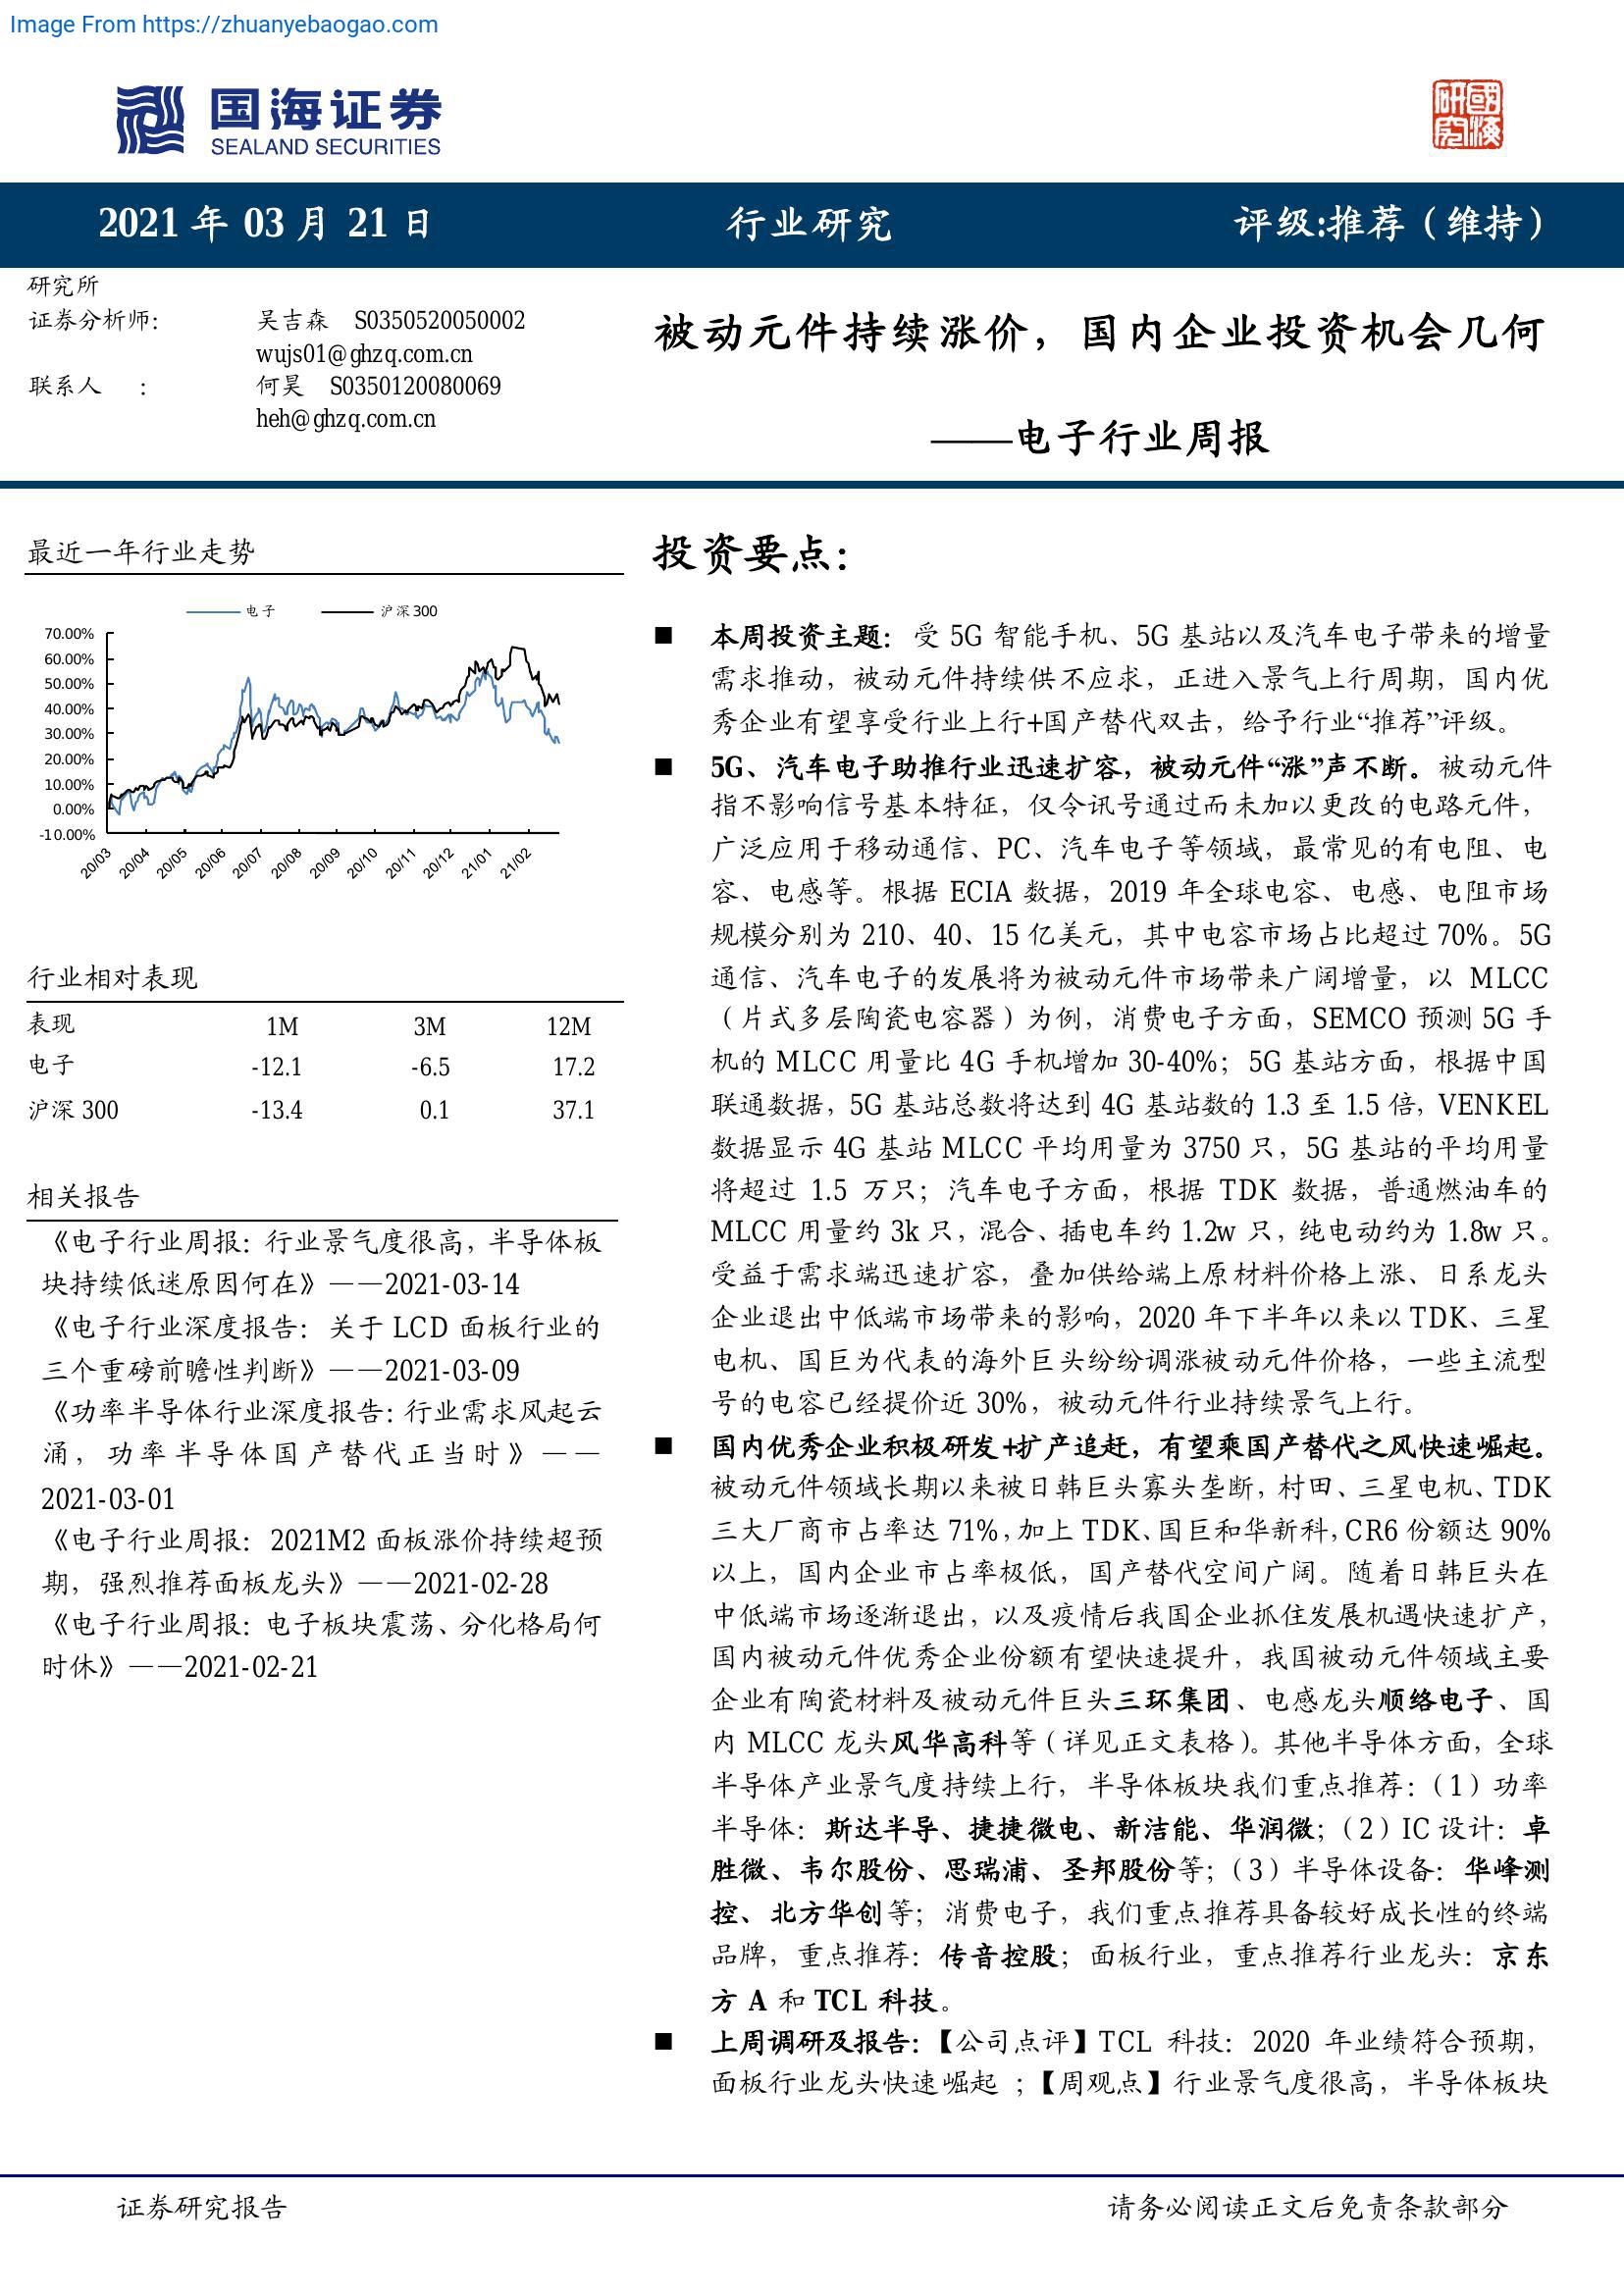 Image From https://zhuanyebaogao.com
国海证券
SEALAND SECURITIES
研究
國海
2021 年 03 月 21 日
行业研究
评级:推荐（维持）
研究所
证券分析师: 吴吉森 S0350520050002
wujs01@ghzq.com.cn
联系人 : 何昊 S0350120080069
heh@ghzq.com.cn
被动元件持续涨价，国内企业投资机会几何
——电子行业周报
最近一年行业走势
电子 沪深300
70.00%
60.00%
50.00%
40.00%
30.00%
20.00%
10.00%
0.00%
-10.00%
20/03 20/04 20/05 20/06 20/07 20/08 20/09 20/10 20/11 20/12 21/01 21/02
行业相对表现
表现 1M 3M 12M
电子 -12.1 -6.5 17.2
沪深 300 -13.4 0.1 37.1
相关报告
《电子行业周报：行业景气度很高，半导体板
块持续低迷原因何在》——2021-03-14
《电子行业深度报告：关于 LCD 面板行业的
三个重磅前瞻性判断》——2021-03-09
《功率半导体行业深度报告：行业需求风起云
涌，功率半导体国产替代正当时》——
2021-03-01
《电子行业周报：2021M2 面板涨价持续超预
期，强烈推荐面板龙头》——2021-02-28
《电子行业周报：电子板块震荡、分化格局何
时休》——2021-02-21
投资要点：
■ 本周投资主题：受 5G 智能手机、5G 基站以及汽车电子带来的增量
需求推动，被动元件持续供不应求，正进入景气上行周期，国内优
秀企业有望享受行业上行+国产替代双击，给予行业“推荐”评级。
■ 5G、汽车电子助推行业迅速扩容，被动元件“涨”声不断。被动元件
指不影响信号基本特征，仅令讯号通过而未加以更改的电路元件，
广泛应用于移动通信、PC、汽车电子等领域，最常见的有电阻、电
容、电感等。根据 ECIA 数据，2019 年全球电容、电感、电阻市场
规模分别为 210、40、15 亿美元，其中电容市场占比超过 70%。5G
通信、汽车电子的发展将为被动元件市场带来广阔增量，以 MLCC
（片式多层陶瓷电容器）为例，消费电子方面，SEMCO 预测 5G 手
机的 MLCC 用量比 4G 手机增加 30-40%；5G 基站方面，根据中国
联通数据，5G 基站总数将达到 4G 基站数的 1.3 至 1.5 倍，VENKEL
数据显示 4G 基站 MLCC 平均用量为 3750 只，5G 基站的平均用量
将超过 1.5 万只；汽车电子方面，根据 TDK 数据，普通燃油车的
MLCC 用量约 3k 只，混合、插电车约 1.2w 只，纯电动约为 1.8w 只。
受益于需求端迅速扩容，叠加供给端上原材料价格上涨、日系龙头
企业退出中低端市场带来的影响，2020 年下半年以来以 TDK、三星
电机、国巨为代表的海外巨头纷纷调涨被动元件价格，一些主流型
号的电容已经提价近 30%，被动元件行业持续景气上行。
■ 国内优秀企业积极研发+扩产追赶，有望乘国产替代之风快速崛起。
被动元件领域长期以来被日韩巨头寡头垄断，村田、三星电机、TDK
三大厂商市占率达 71%，加上 TDK、国巨和华新科，CR6 份额达 90%
以上，国内企业市占率极低，国产替代空间广阔。随着日韩巨头在
中低端市场逐渐退出，以及疫情后我国企业抓住发展机遇快速扩产，
国内被动元件优秀企业份额有望快速提升，我国被动元件领域主要
企业有陶瓷材料及被动元件巨头三环集团、电感龙头顺络电子、国
内 MLCC 龙头风华高科等（详见正文表格）。其他半导体方面，全球
半导体产业景气度持续上行，半导体板块我们重点推荐：（1）功率
半导体：斯达半导、捷捷微电、新洁能、华润微；（2）IC 设计：卓
胜微、韦尔股份、思瑞浦、圣邦股份等；（3）半导体设备：华峰测
控、北方华创等；消费电子，我们重点推荐具备较好成长性的终端
品牌，重点推荐：传音控股；面板行业，重点推荐行业龙头：京东
方 A 和 TCL 科技。
■ 上周调研及报告：【公司点评】TCL 科技：2020 年业绩符合预期，
面板行业龙头快速崛起 ；【周观点】行业景气度很高，半导体板块
证券研究报告
请务必阅读正文后免责条款部分